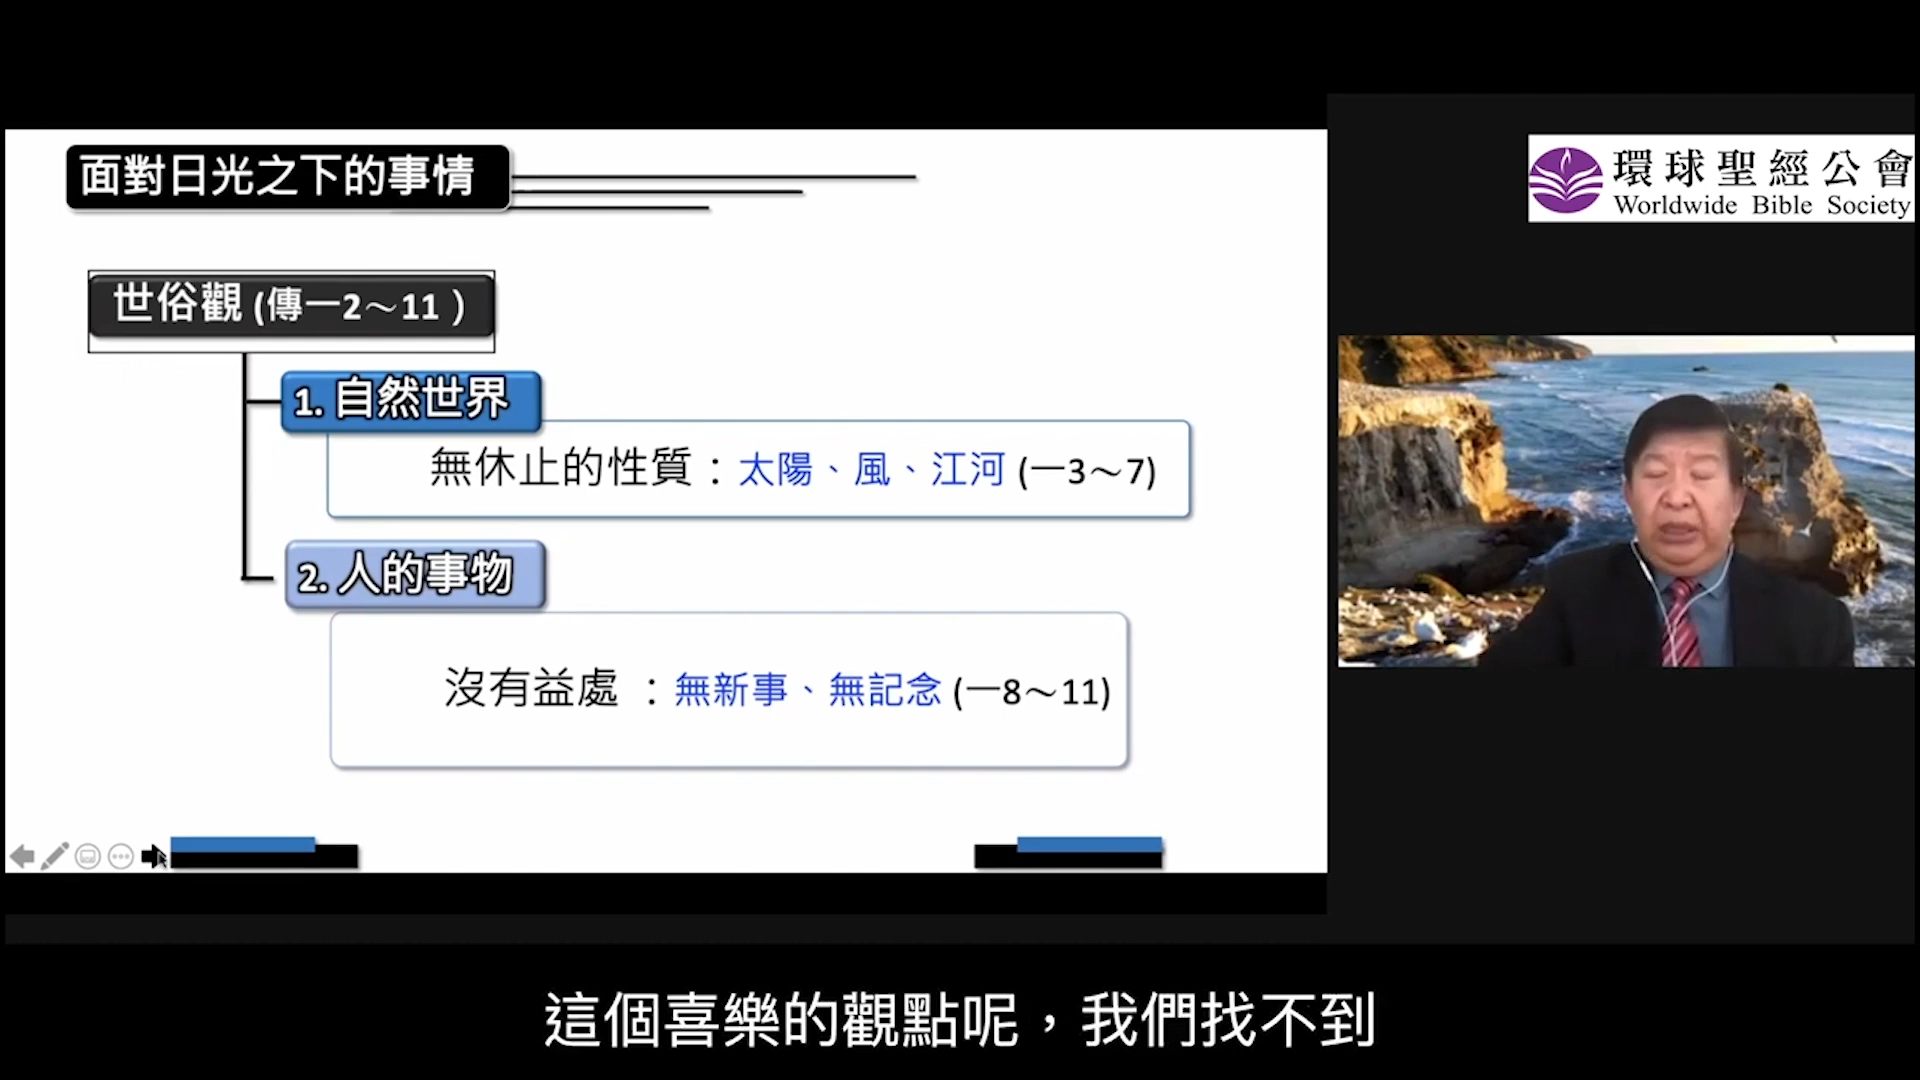 面對日光之下的事情
世俗觀 (傳一2～11 )
1. 自然世界
無休止的性質：太陽、風、江河 (一3～7)
2. 人的事物
沒有益處 ：無新事、無記念 (一8～11)
環球聖經公會
Worldwide Bible Society
這個喜樂的觀點呢，我們找不到